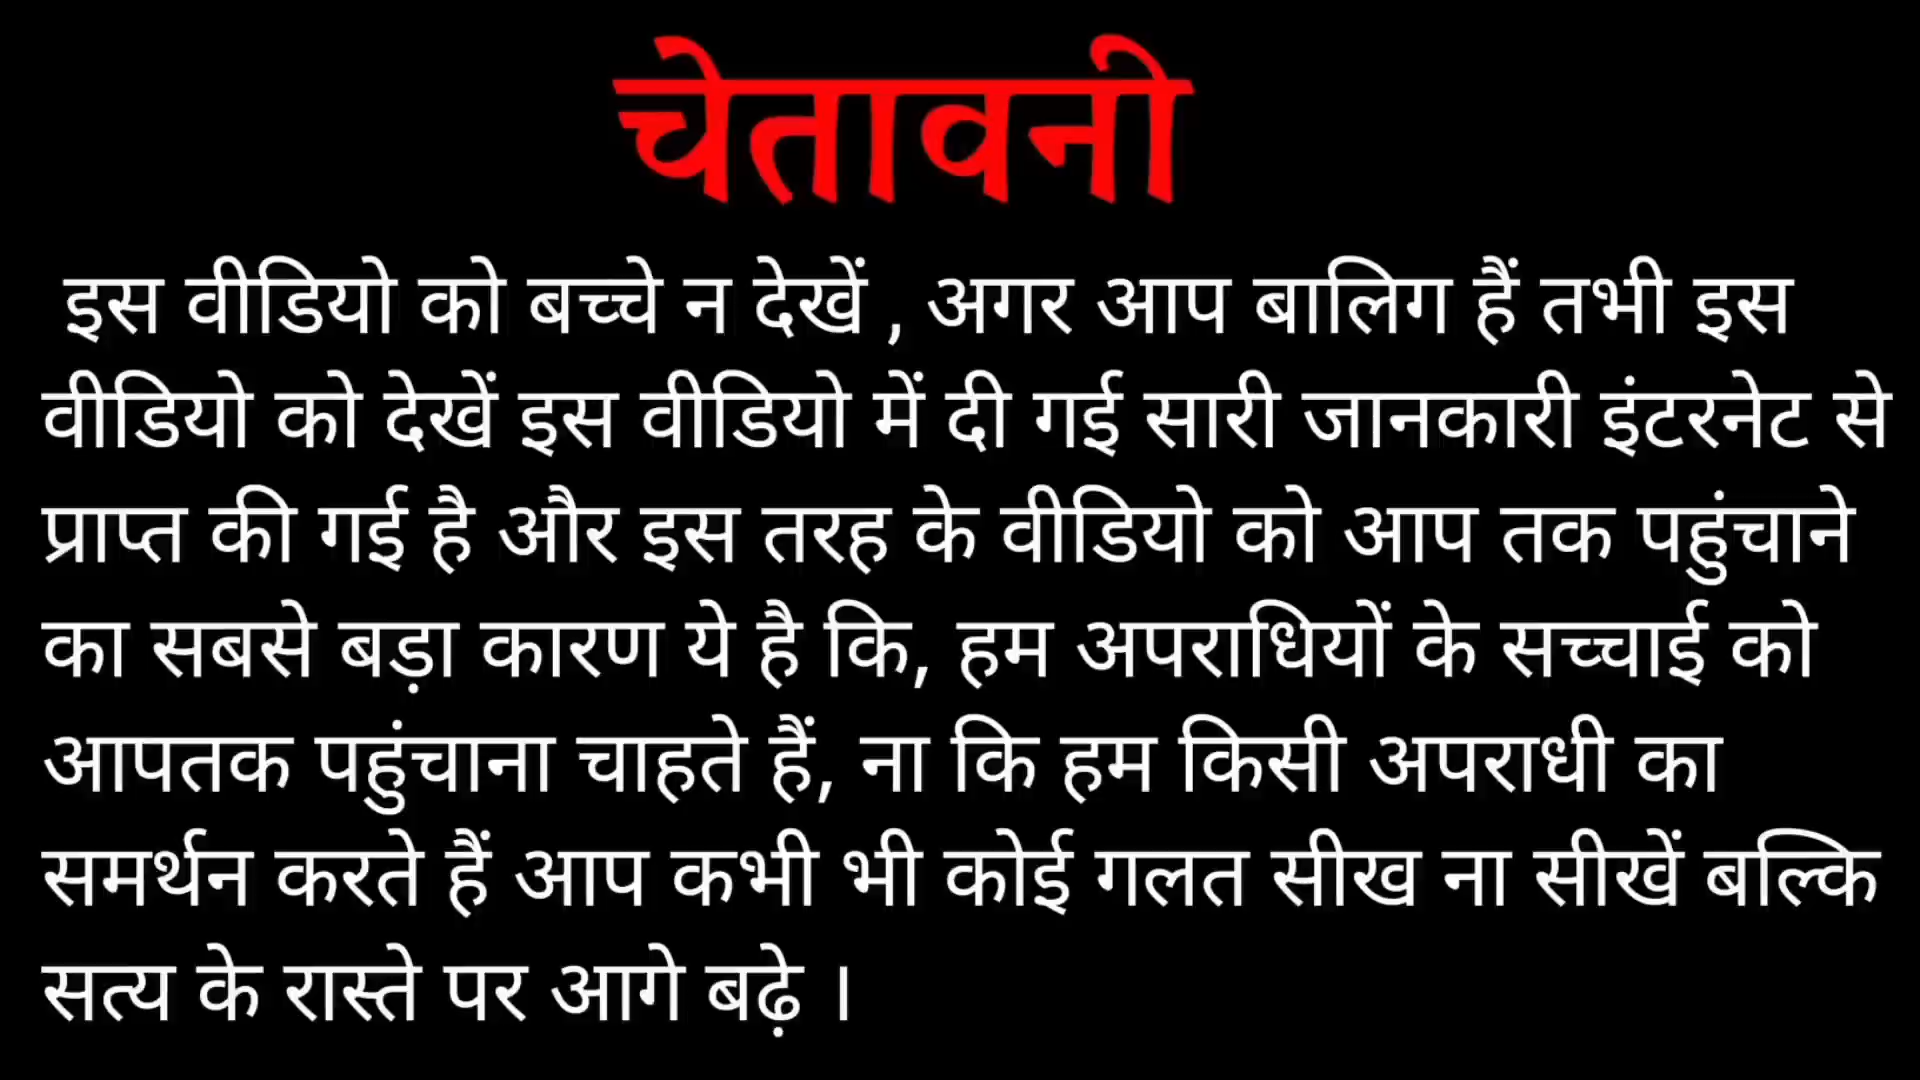 चेतावनी
इस वीडियो को बच्चे न देखें , अगर आप बालिग हैं तभी इस
वीडियो को देखें इस वीडियो में दी गई सारी जानकारी इंटरनेट से
प्राप्त की गई है और इस तरह के वीडियो को आप तक पहुंचाने
का सबसे बड़ा कारण ये है कि, हम अपराधियों के सच्चाई को
आपतक पहुंचाना चाहते हैं, ना कि हम किसी अपराधी का
समर्थन करते हैं आप कभी भी कोई गलत सीख ना सीखें बल्कि
सत्य के रास्ते पर आगे बढ़े ।